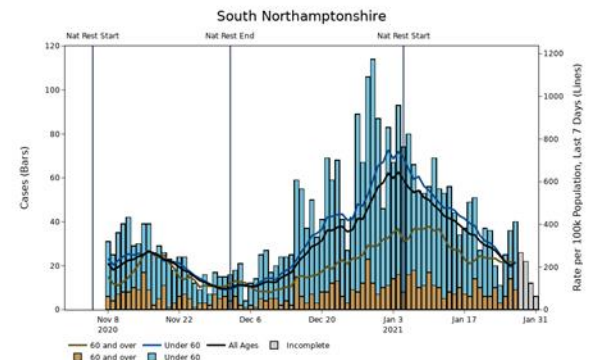 South Northamptonshire
Nat Rest Start Nat Rest End Nat Rest Start
120
100
80
60
40
20
0
Cases (Bars)
1200
1000
800
600
400
200
0
Rate per 100k Population, Last 7 Days (Lines)
Nov 8 Nov 22 Dec 6 Dec 20 Jan 3 Jan 17 Jan 31
2020 2021
60 and over Under 60 All Ages Incomplete
60 and over Under 60